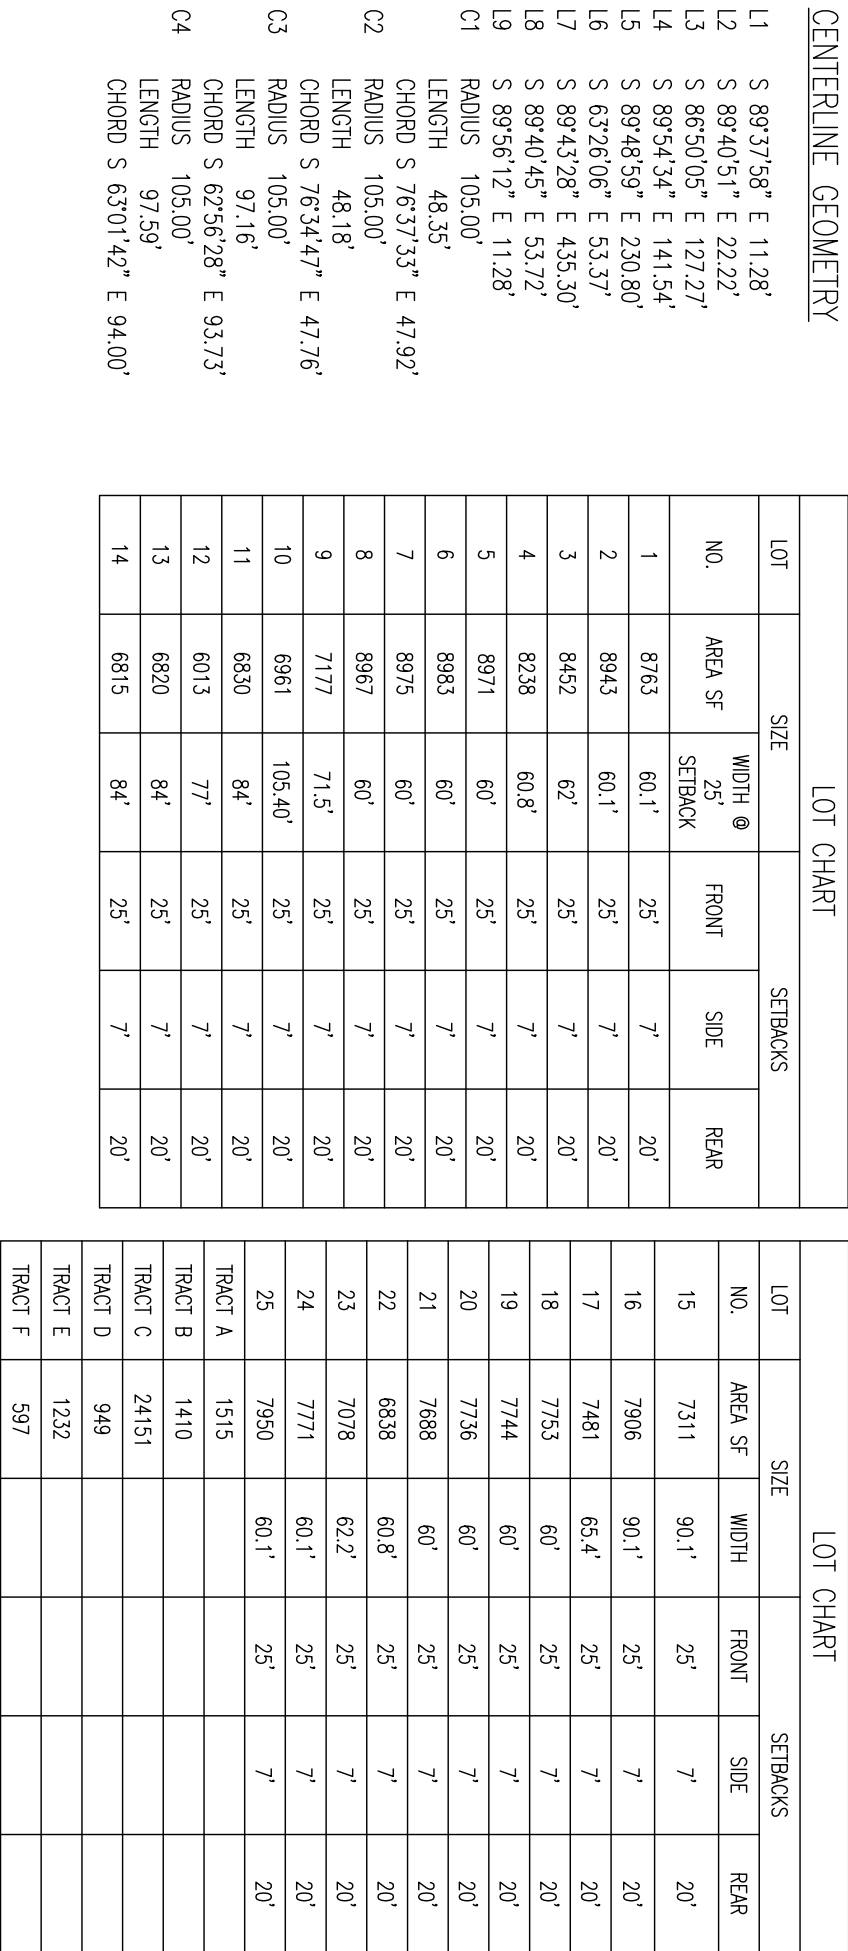 CENTERLINE GEOMETRY
L1 S 89°37'58" E 11.28'
L2 S 89°40'51" E 22.22'
L3 S 86°50'05" E 127.27'
L4 S 89°54'34" E 141.54'
L5 S 89°48'59" E 230.80'
L6 S 63°26'06" E 53.37'
L7 S 89°43'28" E 435.30'
L8 S 89°40'45" E 53.72'
L9 S 89°56'12" E 11.28'
C1 RADIUS 105.00'
LENGTH 48.35'
CHORD S 76°37'33" E 47.92'
C2 RADIUS 105.00'
LENGTH 48.18'
CHORD S 76°34'47" E 47.76'
C3 RADIUS 105.00'
LENGTH 97.16'
CHORD S 62°56'28" E 93.73'
C4 RADIUS 105.00'
LENGTH 97.59'
CHORD S 63°01'42" E 94.00'
LOT CHART
LOT SIZE SETBACKS
NO. AREA SF WIDTH @ 25' SETBACK FRONT SIDE REAR
1 8763 60.1' 25' 7' 20'
2 8943 60.1' 25' 7' 20'
3 8452 62' 25' 7' 20'
4 8238 60.8' 25' 7' 20'
5 8971 60' 25' 7' 20'
6 8983 60' 25' 7' 20'
7 8975 60' 25' 7' 20'
8 8967 60' 25' 7' 20'
9 7177 71.5' 25' 7' 20'
10 6961 105.40' 25' 7' 20'
11 6830 84' 25' 7' 20'
12 6013 77' 25' 7' 20'
13 6820 84' 25' 7' 20'
14 6815 84' 25' 7' 20'
LOT CHART
LOT SIZE SETBACKS
NO. AREA SF WIDTH FRONT SIDE REAR
15 7311 90.1' 25' 7' 20'
16 7906 90.1' 25' 7' 20'
17 7481 65.4' 25' 7' 20'
18 7753 60' 25' 7' 20'
19 7744 60' 25' 7' 20'
20 7736 60' 25' 7' 20'
21 7688 60' 25' 7' 20'
22 6838 60.8' 25' 7' 20'
23 7078 62.2' 25' 7' 20'
24 7771 60.1' 25' 7' 20'
25 7950 60.1' 25' 7' 20'
TRACT A 1515
TRACT B 1410
TRACT C 24151
TRACT D 949
TRACT E 1232
TRACT F 597